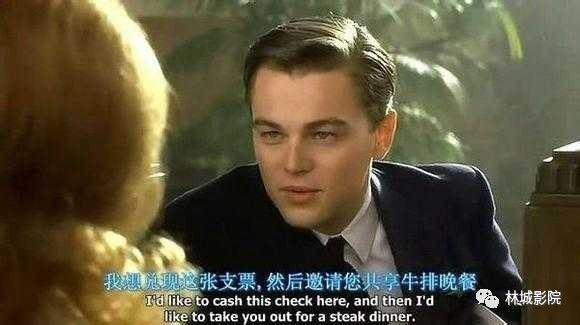 我想兑现这张支票,然后邀请您共享牛排晚餐
I'd like to cash this check here, and then I'd
like to take you out for a steak dinner.
林城影院